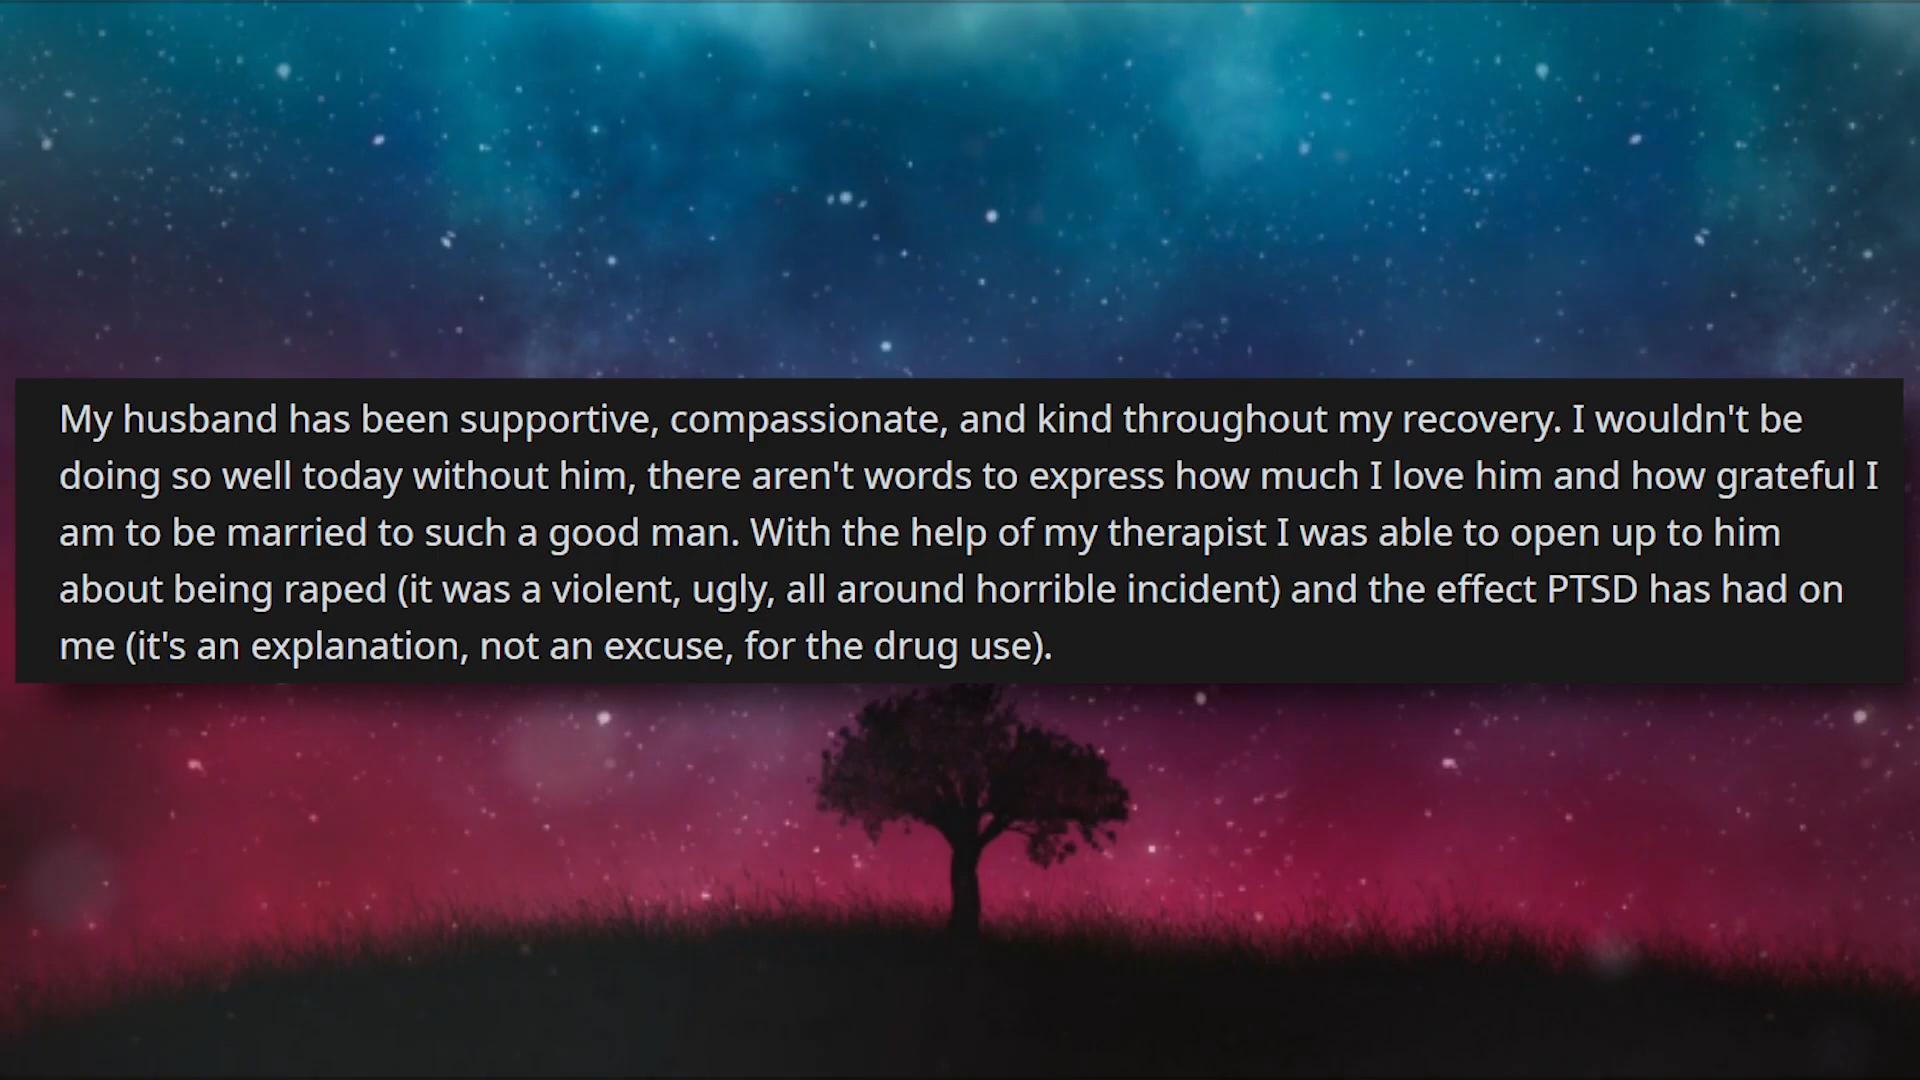 My husband has been supportive, compassionate, and kind throughout my recovery. I wouldn't be
doing so well today without him, there aren't words to express how much I love him and how grateful I
am to be married to such a good man. With the help of my therapist I was able to open up to him
about being raped (it was a violent, ugly, all around horrible incident) and the effect PTSD has had on
me (it's an explanation, not an excuse, for the drug use).